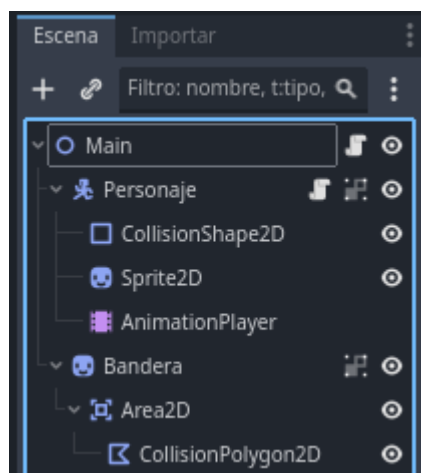 Escena Importar
Filtro: nombre, t:tipo,
Main
Personaje
CollisionShape2D
Sprite2D
AnimationPlayer
Bandera
Area2D
CollisionPolygon2D